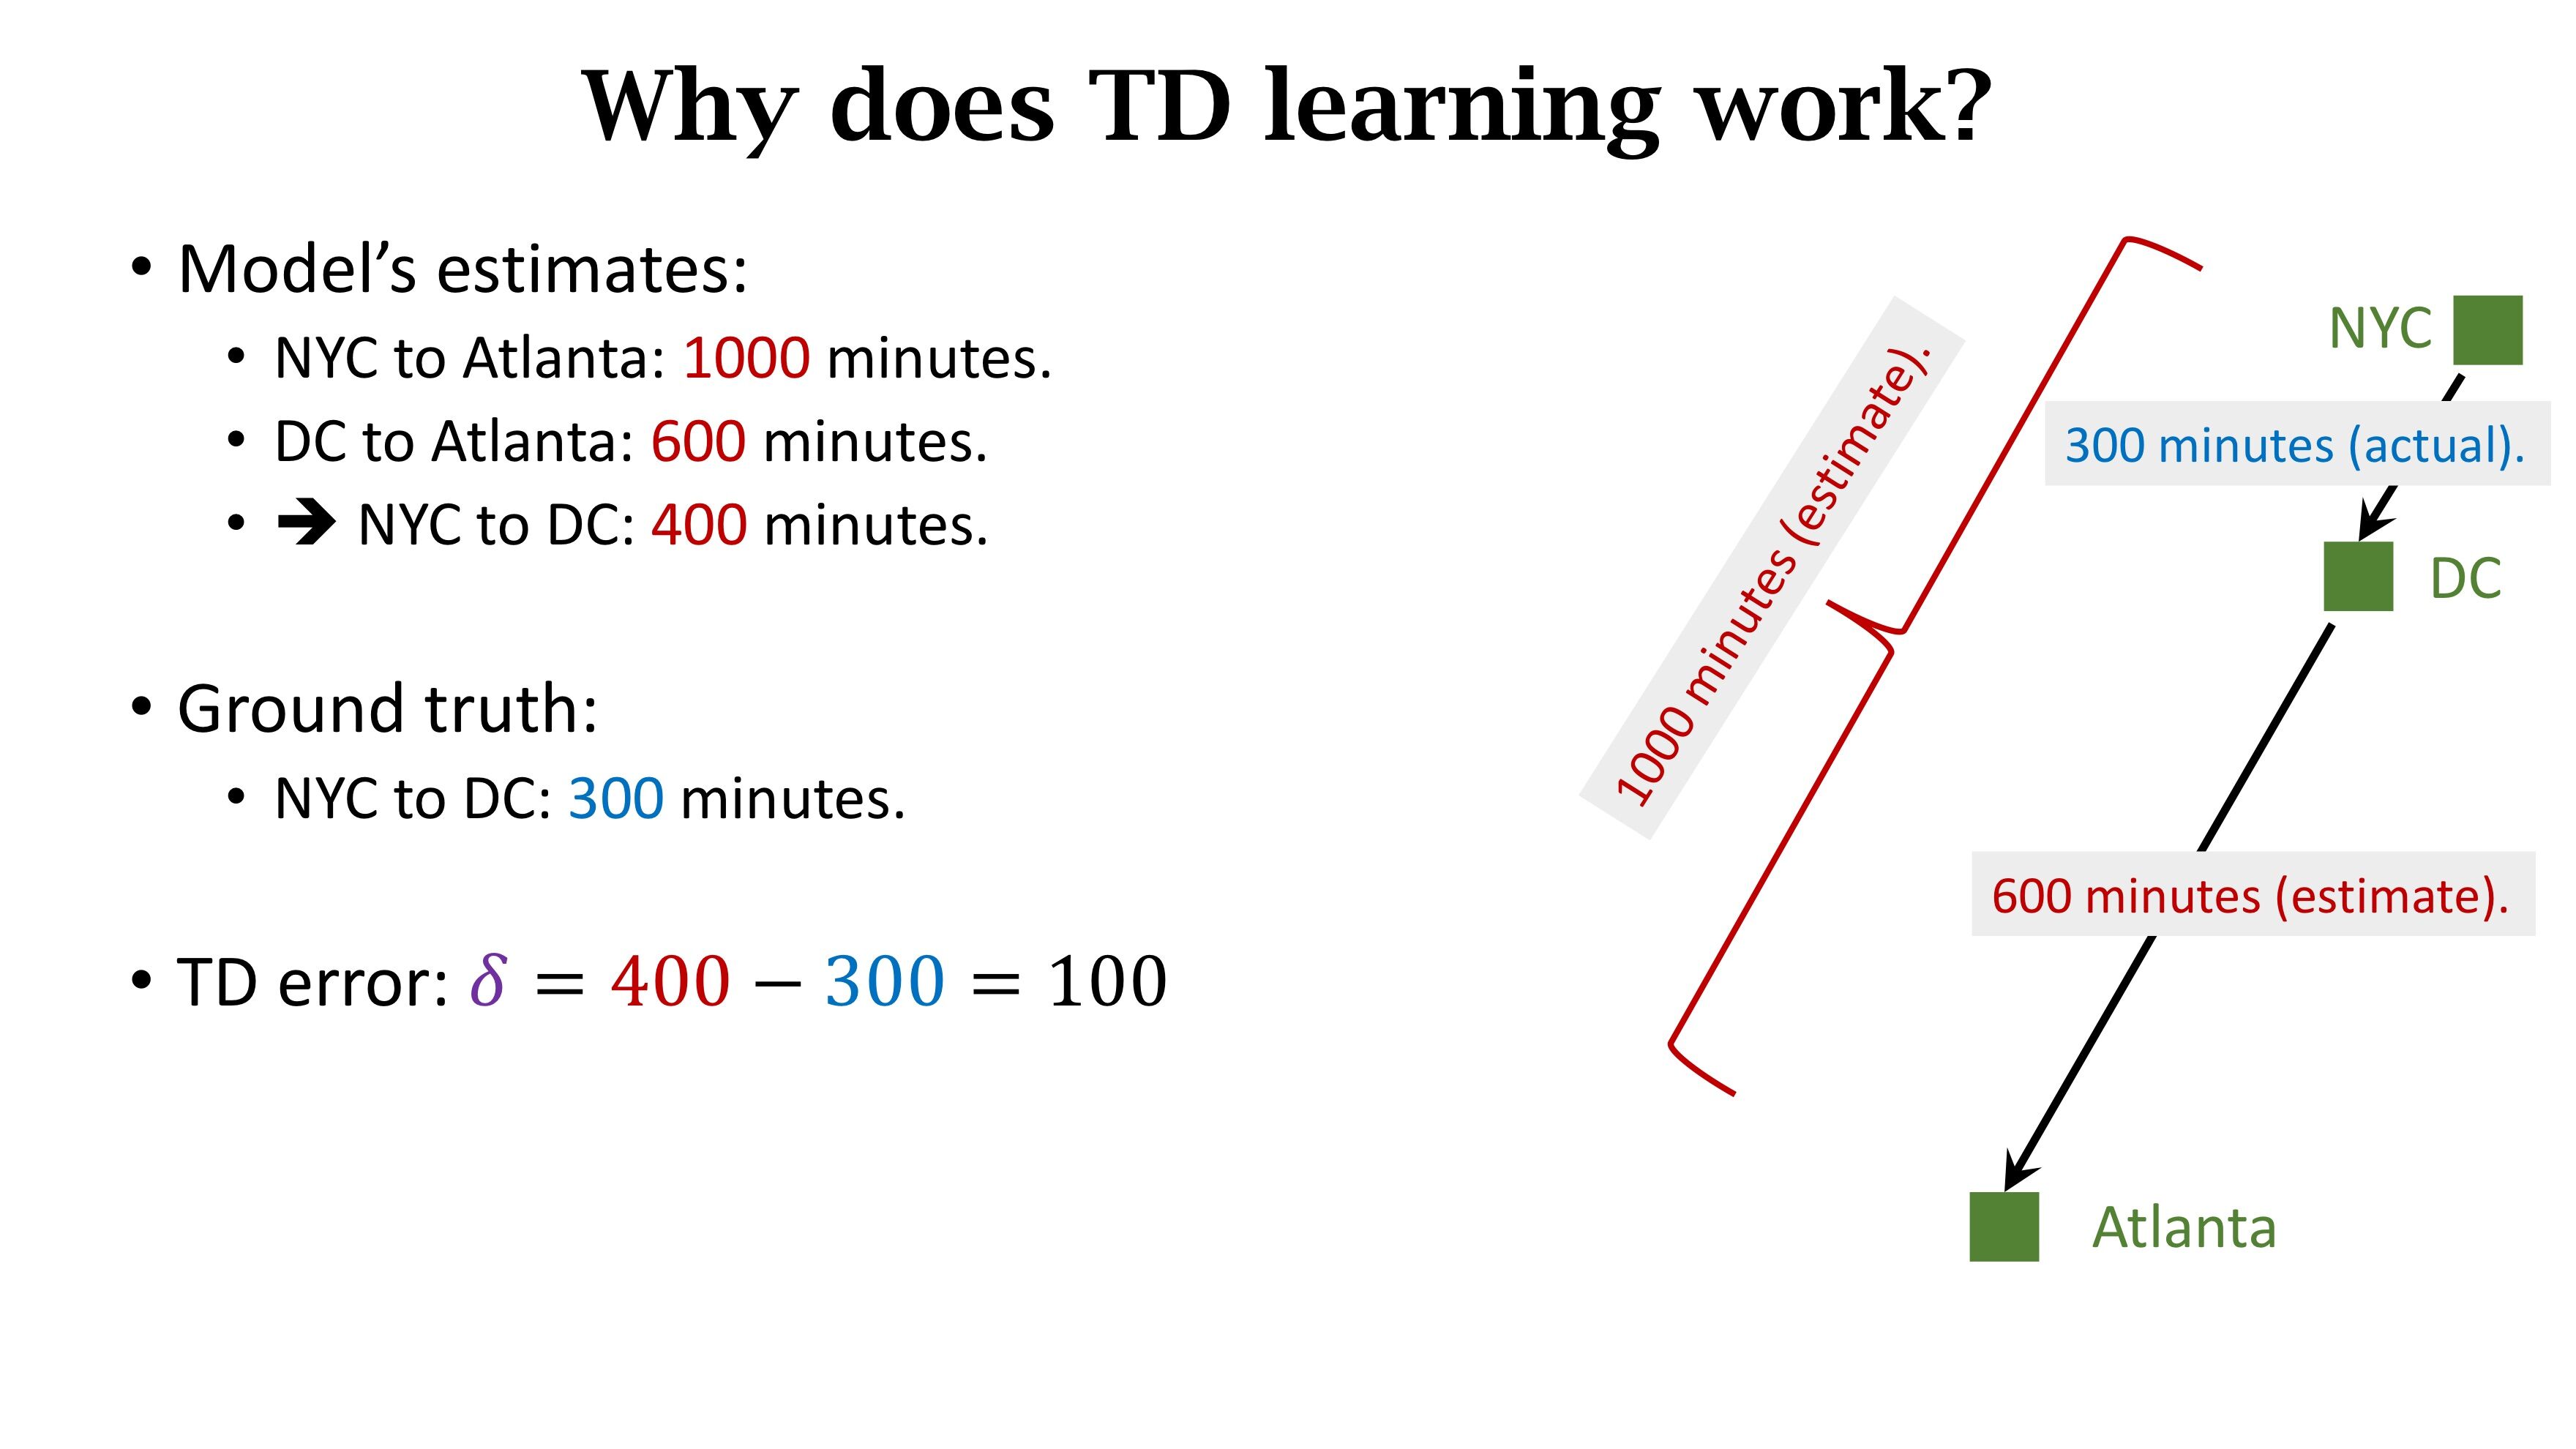 Why does TD learning work?
• Model’s estimates:
• NYC to Atlanta: 1000 minutes.
• DC to Atlanta: 600 minutes.
• ➔ NYC to DC: 400 minutes.
• Ground truth:
• NYC to DC: 300 minutes.
• TD error: δ = 400 − 300 = 100
1000 minutes (estimate).
NYC
300 minutes (actual).
DC
600 minutes (estimate).
Atlanta